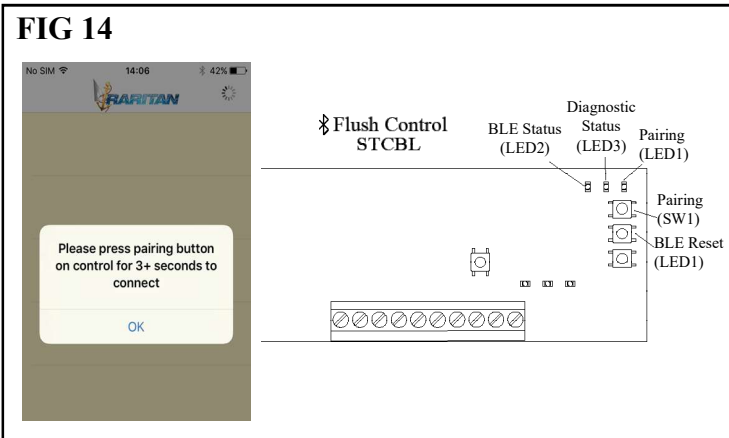 FIG 14
No SIM 14:06 42%
RARITAN
Please press pairing button
on control for 3+ seconds to
connect
OK
Flush Control
STCBL
BLE Status
(LED2)
Diagnostic
Status
(LED3)
Pairing
(LED1)
Pairing
(SW1)
BLE Reset
(LED1)